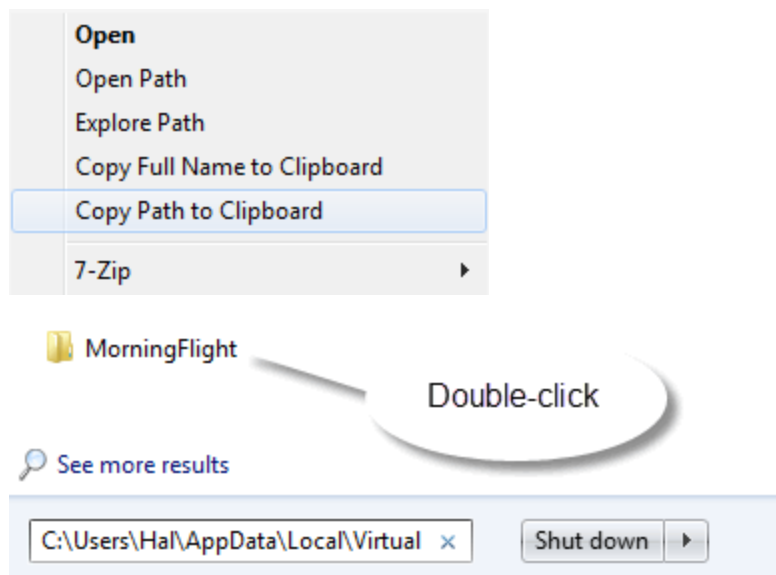 Open
Open Path
Explore Path
Copy Full Name to Clipboard
Copy Path to Clipboard
7-Zip
MorningFlight
Double-click
See more results
C:\Users\Hal\AppData\Local\Virtual
Shut down